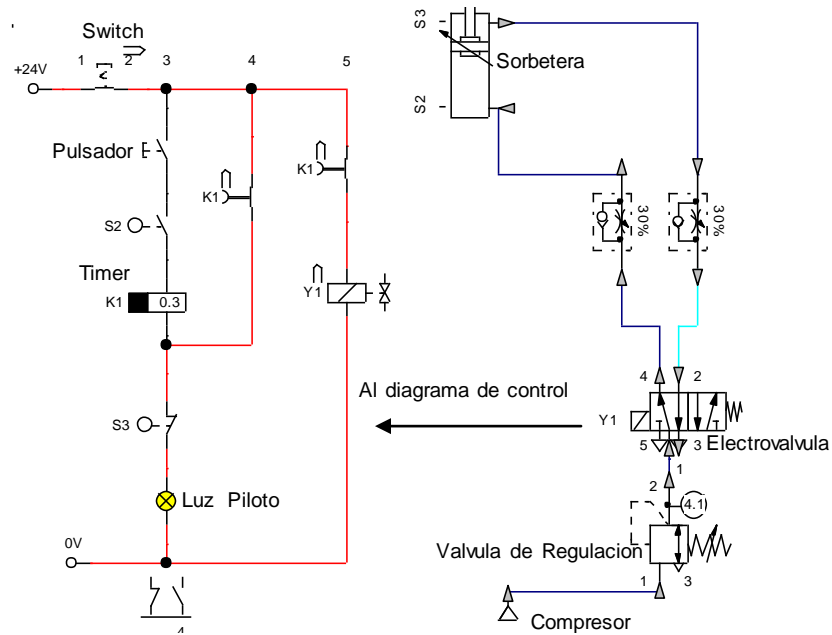 Switch
1 2 3 4 5
+24V
Pulsador
K1
K1
S2
Timer
K1 0.3
Y1
S3
Luz Piloto
0V
4
Al diagrama de control
S3
Sorbetera
S2
30%
30%
4 2
Y1
5 3
Electrovalvula
1
2
4.1
Valvula de Regulacion
1 3
Compresor